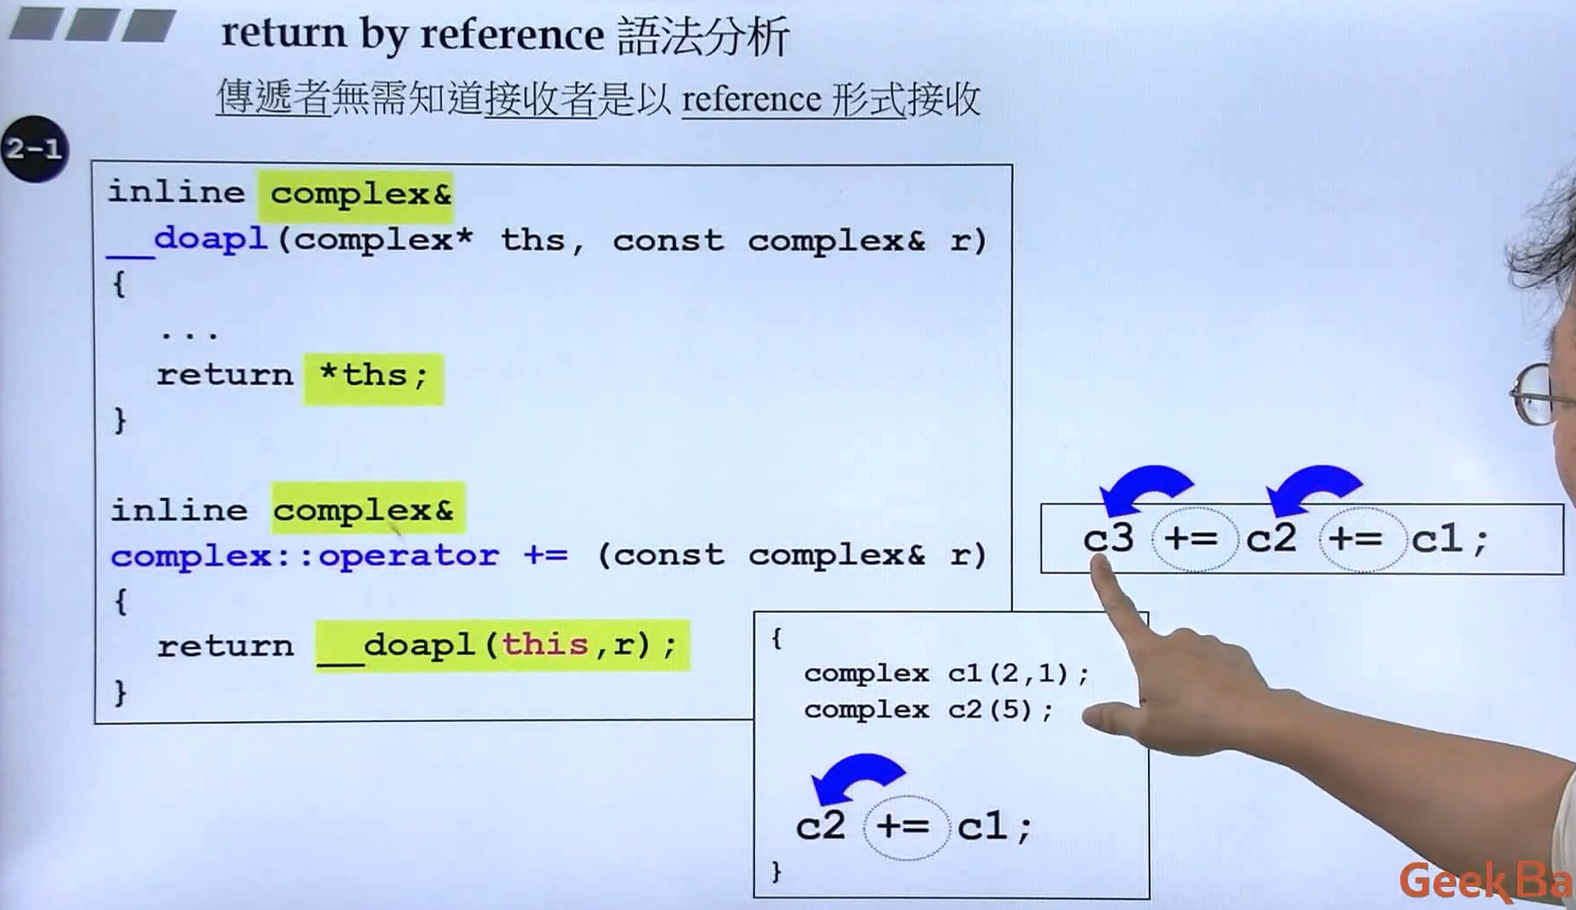 return by reference 語法分析
傳遞者無需知道接收者是以 reference 形式接收
2-1
inline complex&
__doapl(complex* ths, const complex& r)
{
...
return *ths;
}
inline complex&
complex::operator += (const complex& r)
{
return __doapl(this,r);
}
c3 += c2 += c1;
{
complex c1(2,1);
complex c2(5);
c2 += c1;
}
GeekBa